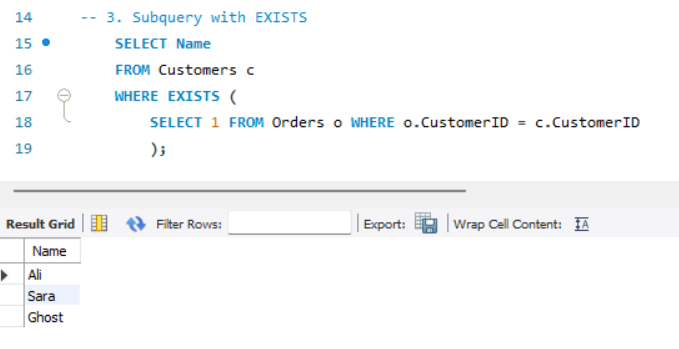 14 -- 3. Subquery with EXISTS
15 SELECT Name
16 FROM Customers c
17 WHERE EXISTS (
18 SELECT 1 FROM Orders o WHERE o.CustomerID = c.CustomerID
19 );
Result Grid Filter Rows: Export: Wrap Cell Content: IA
Name
Ali
Sara
Ghost